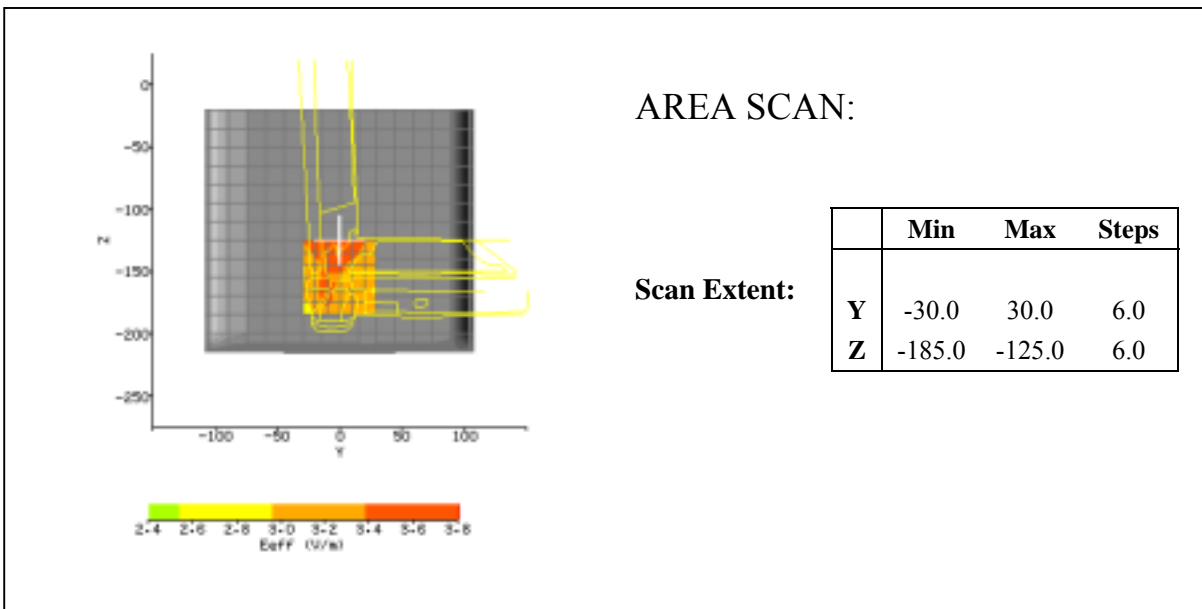 AREA SCAN:
Scan Extent:
Min Max Steps
Y -30.0 30.0 6.0
Z -185.0 -125.0 6.0
0
-50
-100
-150
-200
-250
Z
-100 -50 0 50 100
Y
2.4 2.6 2.8 3.0 3.2 3.4 3.6 3.8
Eeff (V/m)